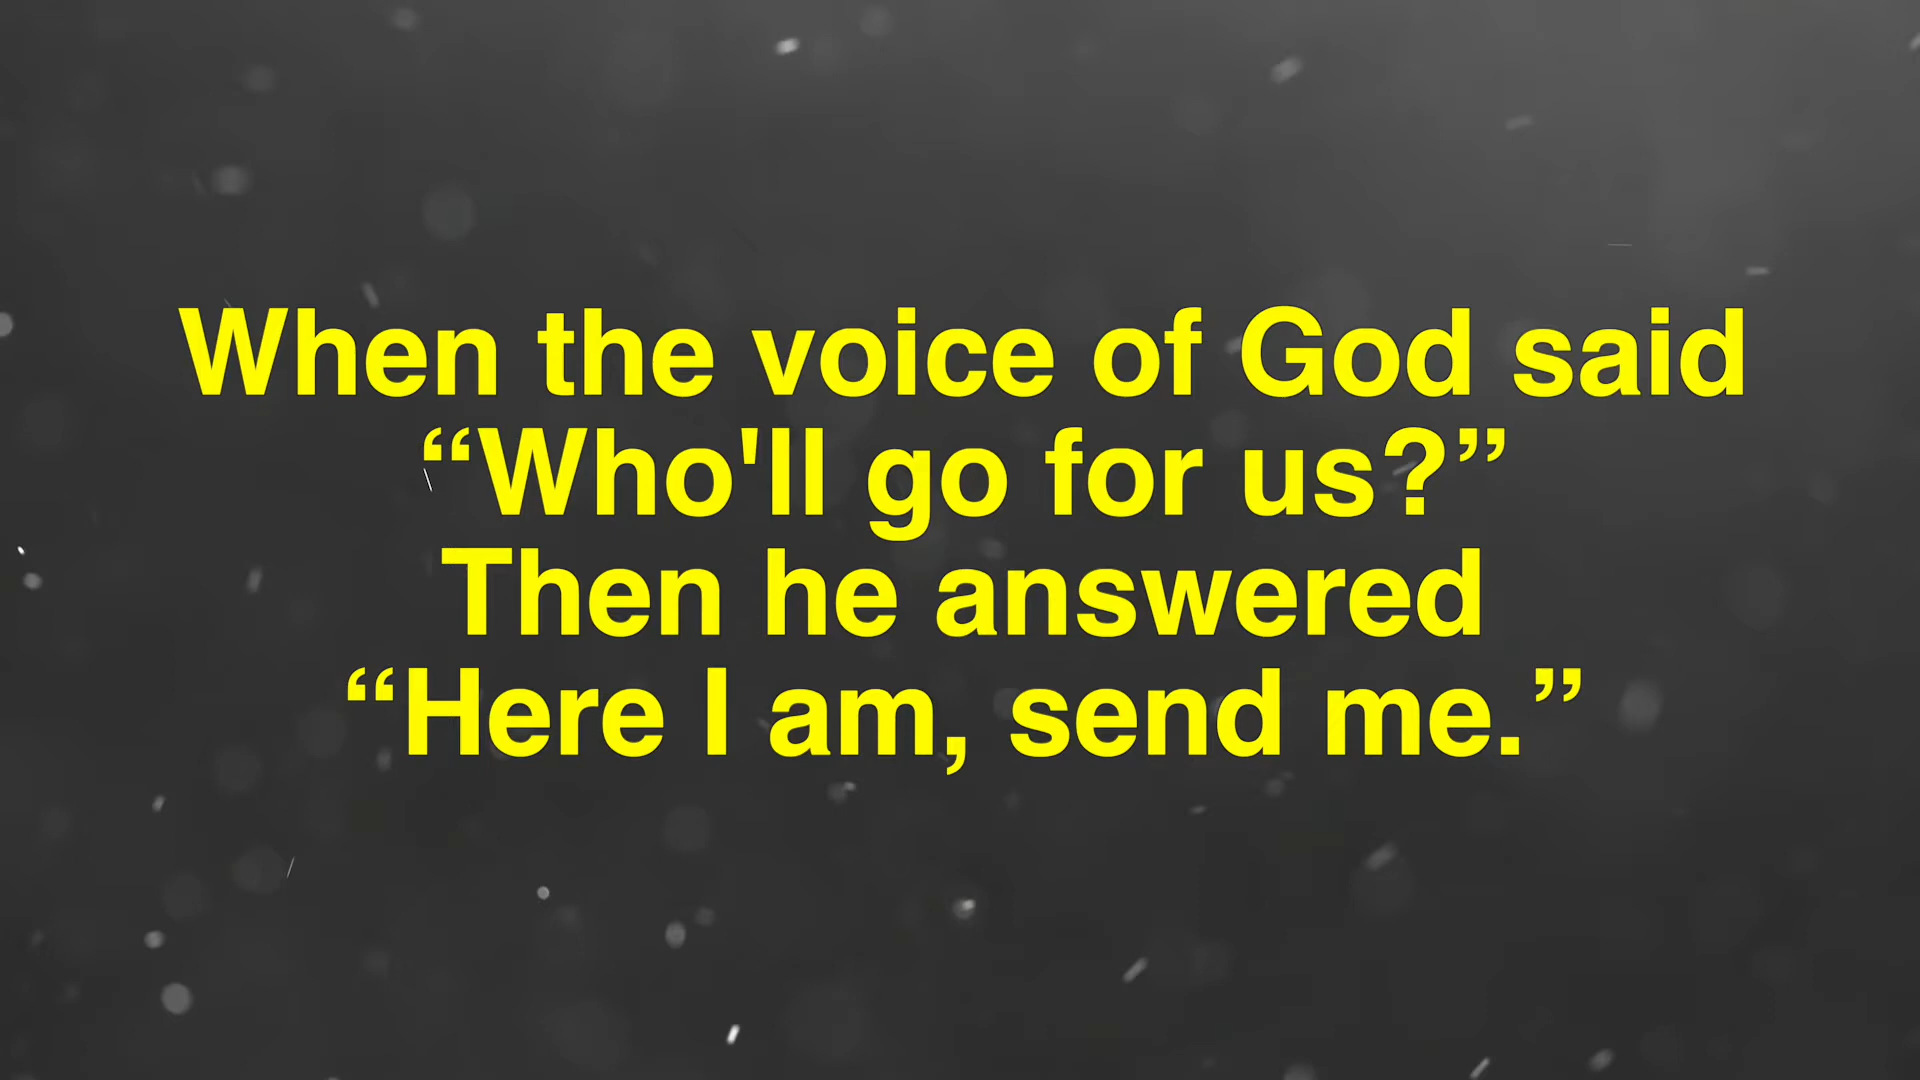 When the voice of God said
“Who'll go for us?”
Then he answered
“Here I am, send me.”